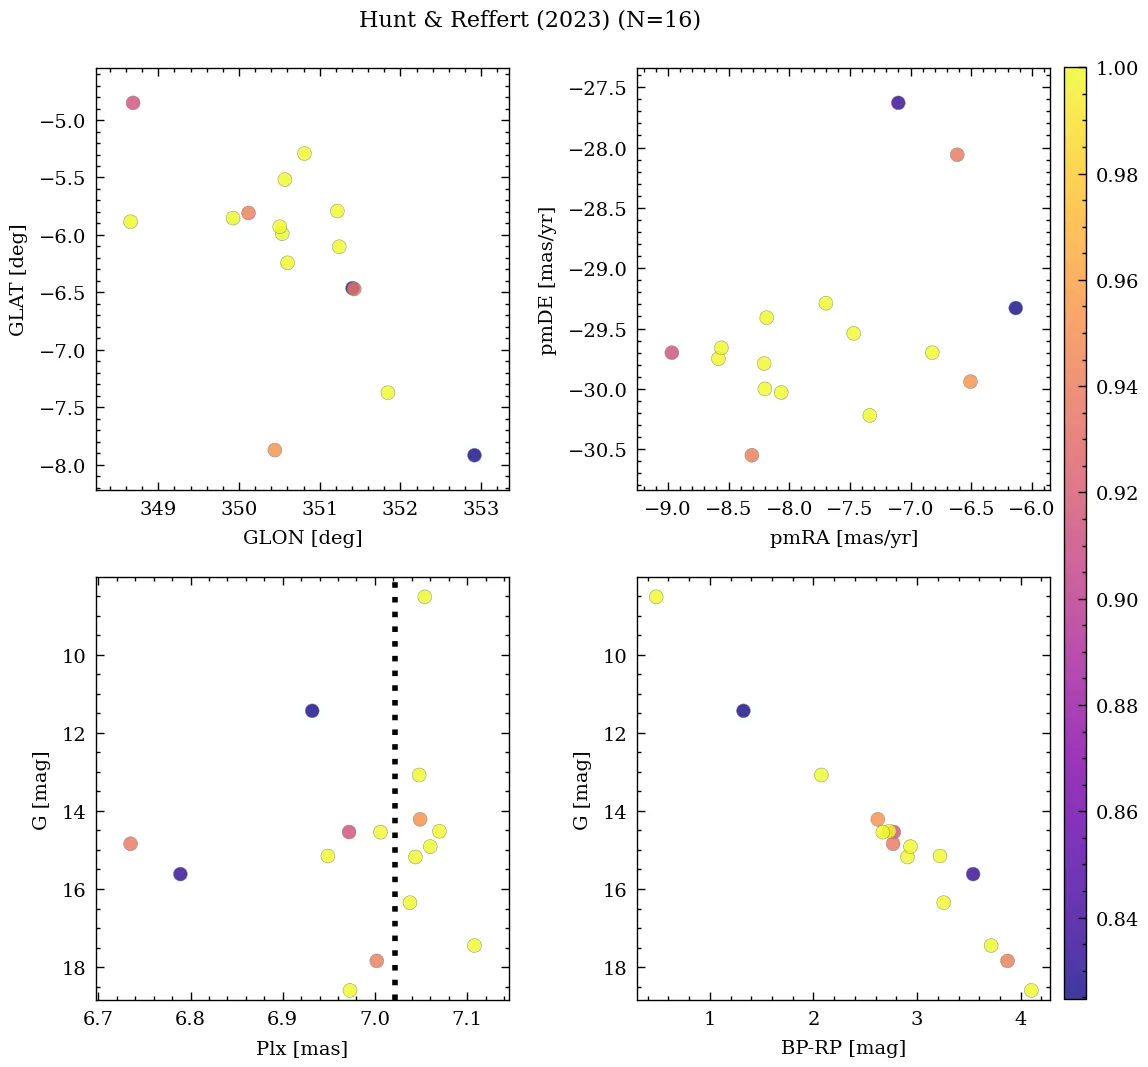 Hunt & Reffert (2023) (N=16)
−5.0
−5.5
−6.0
−6.5
−7.0
−7.5
−8.0
GLAT [deg]
349 350 351 352 353
GLON [deg]
−27.5
−28.0
−28.5
−29.0
−29.5
−30.0
−30.5
pmDE [mas/yr]
−9.0 −8.5 −8.0 −7.5 −7.0 −6.5 −6.0
pmRA [mas/yr]
1.00
0.98
0.96
0.94
0.92
0.90
0.88
0.86
0.84
10
12
14
16
18
G [mag]
6.7 6.8 6.9 7.0 7.1
Plx [mas]
10
12
14
16
18
G [mag]
1 2 3 4
BP-RP [mag]